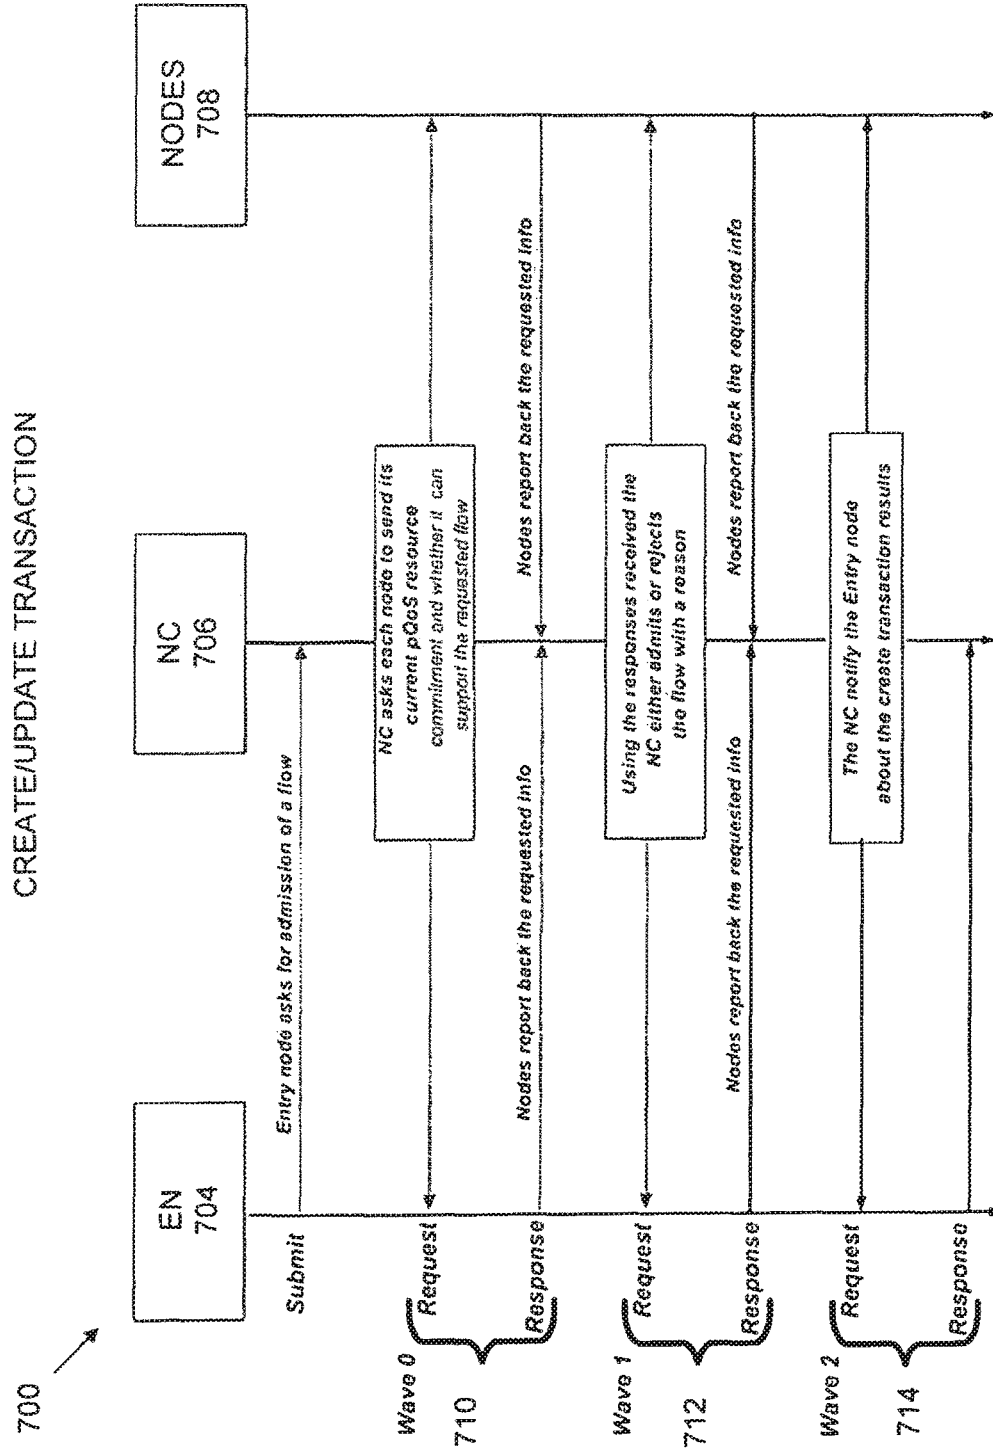 700
CREATE/UPDATE TRANSACTION
EN
704
NC
706
NODES
708
Submit
Entry node asks for admission of a flow
Wave 0
710
Request
NC asks each node to send its
current pQoS resource
commitment and whether it can
support the requested flow
Response
Nodes report back the requested info
Nodes report back the requested info
Wave 1
712
Request
Using the responses received the
NC either admits or rejects
the flow with a reason
Response
Nodes report back the requested info
Nodes report back the requested info
Wave 2
714
Request
The NC notify the Entry node
about the create transaction results
Response